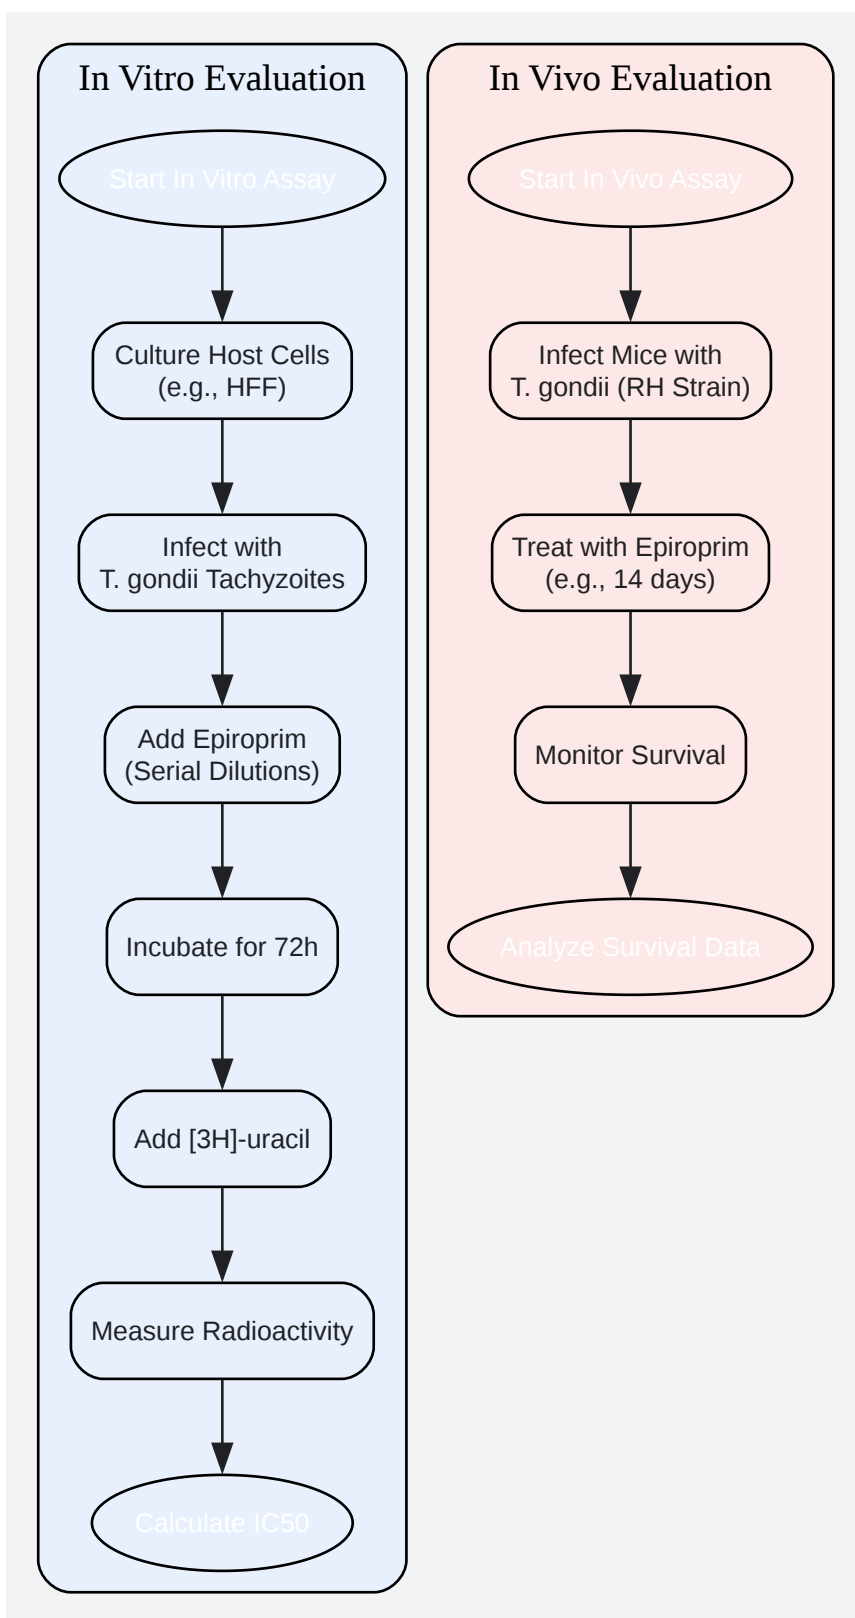 In Vitro Evaluation
Start In Vitro Assay
Culture Host Cells
(e.g., HFF)
Infect with
T. gondii Tachyzoites
Add Epiroprim
(Serial Dilutions)
Incubate for 72h
Add [3H]-uracil
Measure Radioactivity
Calculate IC50
In Vivo Evaluation
Start In Vivo Assay
Infect Mice with
T. gondii (RH Strain)
Treat with Epiroprim
(e.g., 14 days)
Monitor Survival
Analyze Survival Data